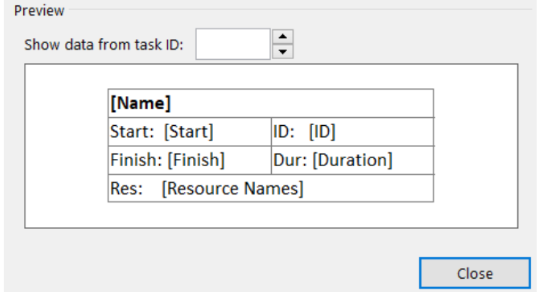 Preview
Show data from task ID:
[Name]
Start: [Start] ID: [ID]
Finish: [Finish] Dur: [Duration]
Res: [Resource Names]
Close